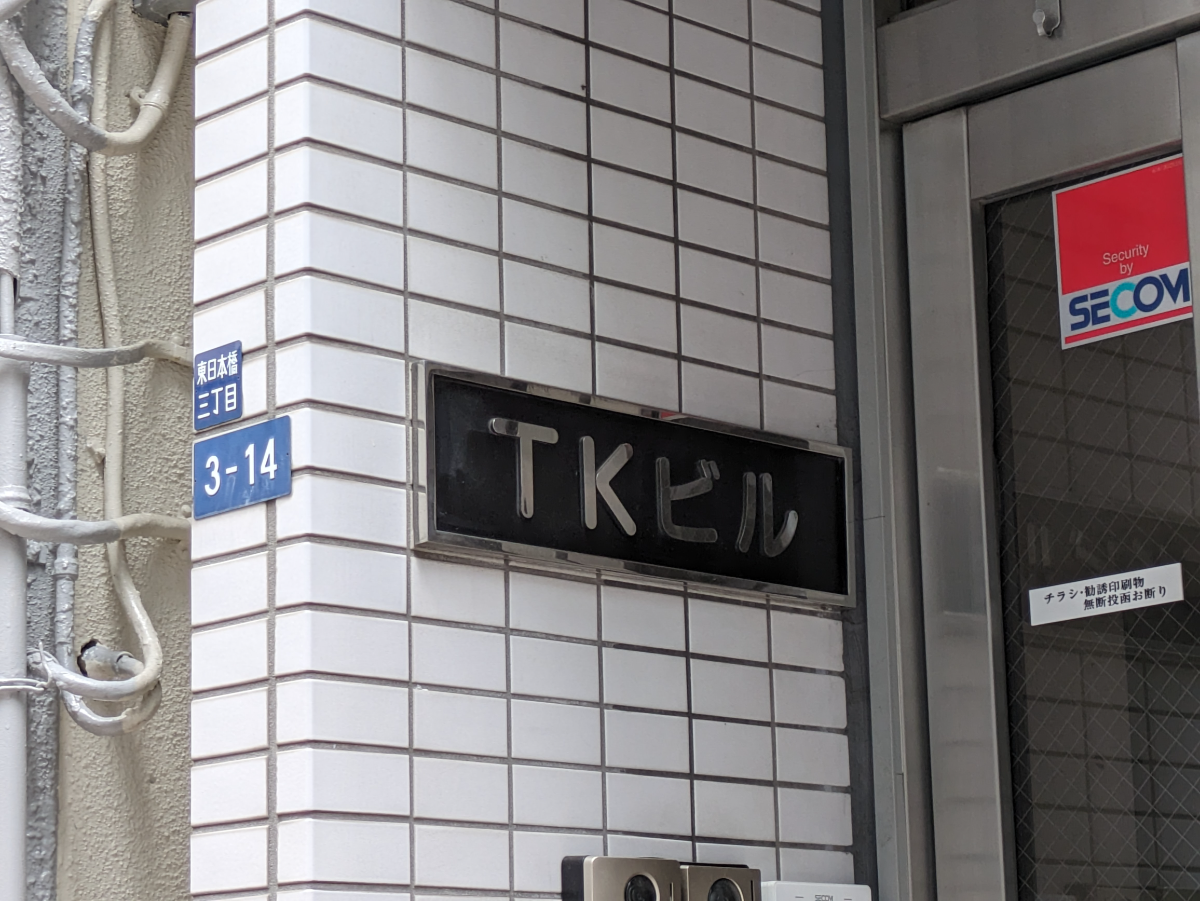 東日本橋
三丁目
3-14
TKビル
Security
by
SECOM
チラシ・勧誘印刷物
無断投函お断り
SECOM